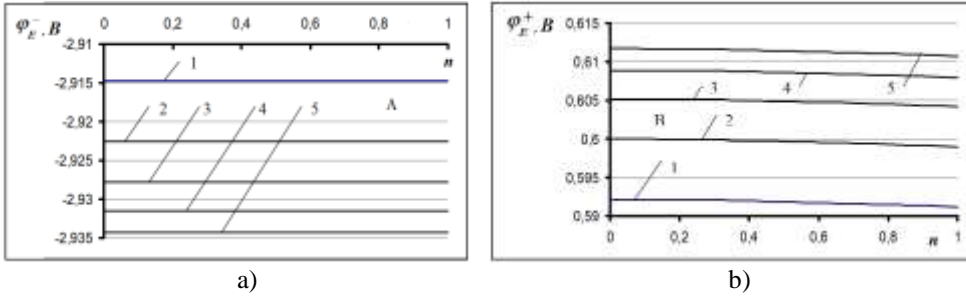 φ⁻_E, B
0 0,2 0,4 0,6 0,8 1
-2,91
n
1
-2,915
A
2 3 4 5
-2,92
-2,925
-2,93
-2,935
a)
φ⁺_E, B
0,615
0,61
3 4 5
0,605
B 2
0,6
1
0,595
0,59
0 0,2 0,4 0,6 0,8 1
n
b)